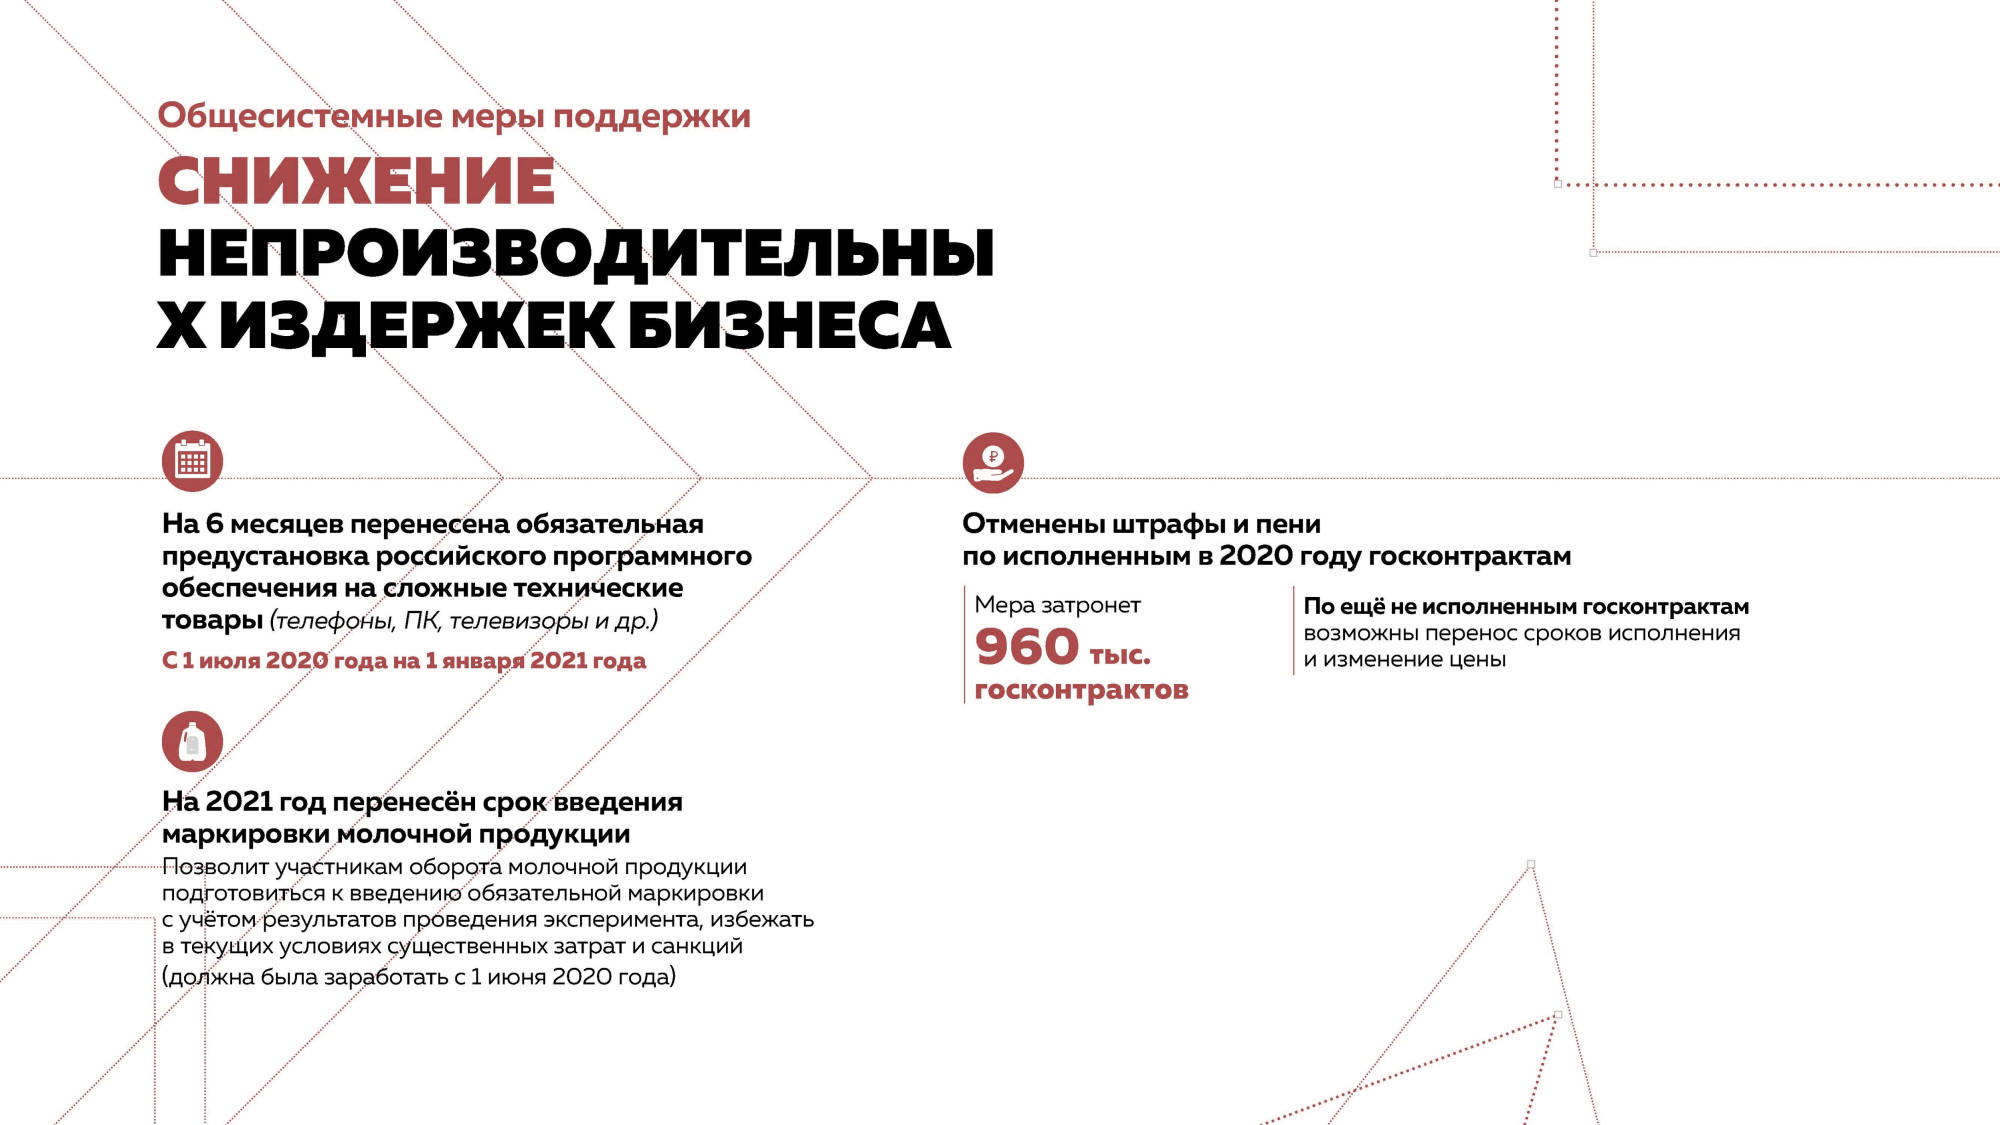 Общесистемные меры поддержки
СНИЖЕНИЕ
НЕПРОИЗВОДИТЕЛЬНЫ
Х ИЗДЕРЖЕК БИЗНЕСА
На 6 месяцев перенесена обязательная
предустановка российского программного
обеспечения на сложные технические
товары (телефоны, ПК, телевизоры и др.)
С 1 июля 2020 года на 1 января 2021 года
На 2021 год перенесён срок введения
маркировки молочной продукции
Позволит участникам оборота молочной продукции
подготовиться к введению обязательной маркировки
с учётом результатов проведения эксперимента, избежать
в текущих условиях существенных затрат и санкций
(должна была заработать с 1 июня 2020 года)
₽
Отменены штрафы и пени
по исполненным в 2020 году госконтрактам
Мера затронет
960 тыс.
госконтрактов
По ещё не исполненным госконтрактам
возможны перенос сроков исполнения
и изменение цены